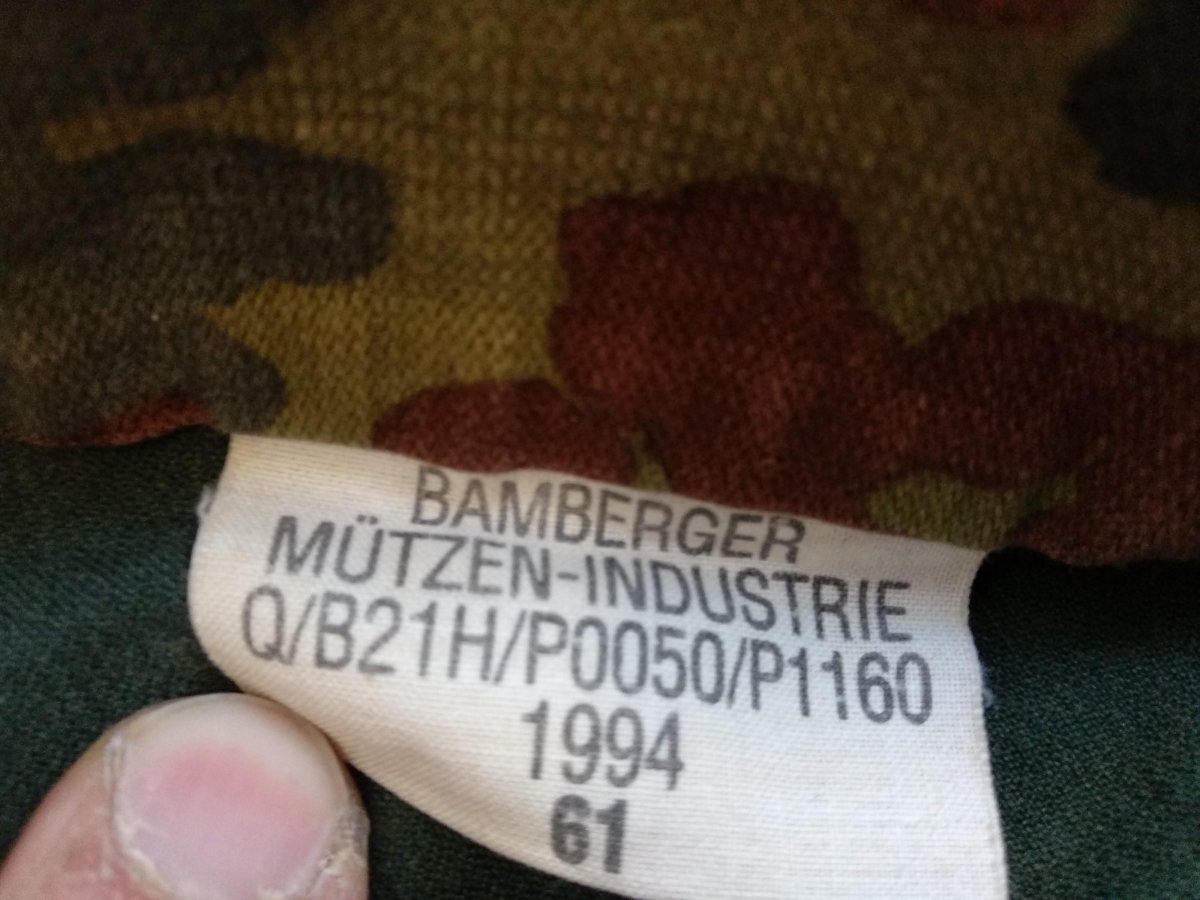 BAMBERGER
MÜTZEN-INDUSTRIE
Q/B21H/P0050/P1160
1994
61